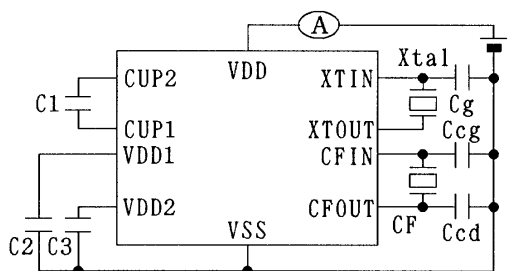 A
VDD
Xtal
CUP2
XTIN
C1
Cg
CUP1
XTOUT
Ccg
VDD1
CFIN
VDD2
CFOUT
C2
C3
VSS
CF
Ccd